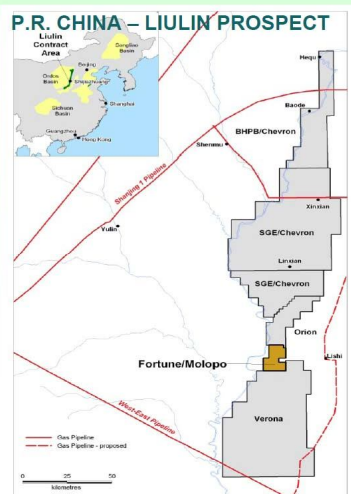 P.R. CHINA – LIULIN PROSPECT
Liulin
Contract
Area
Songliao
Basin
Beijing
Ordos
Basin
Shijiazhuang
Sichuan
Basin
Shanghai
Guangzhou
Hong Kong
Hequ
Baode
BHPB/Chevron
Shenmu
Shanjing 1 Pipeline
Xinxian
Yulin
SGE/Chevron
Linxian
SGE/Chevron
Orion
Fortune/Molopo
Lishi
West-East Pipeline
Verona
Gas Pipeline
Gas Pipeline - proposed
0 25 50
kilometres